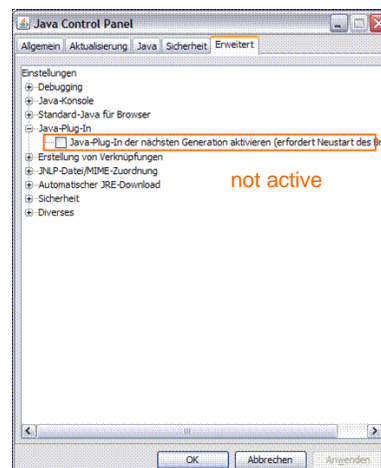 Java Control Panel
Allgemein Aktualisierung Java Sicherheit Erweitert
Einstellungen
Debugging
Java-Konsole
Standard-Java für Browser
Java-Plug-In
Java-Plug-In der nächsten Generation aktivieren (erfordert Neustart des Br
Erstellung von Verknüpfungen
JNLP-Datei/MIME-Zuordnung
Automatischer JRE-Download
Sicherheit
Diverses
not active
OK Abbrechen Anwenden